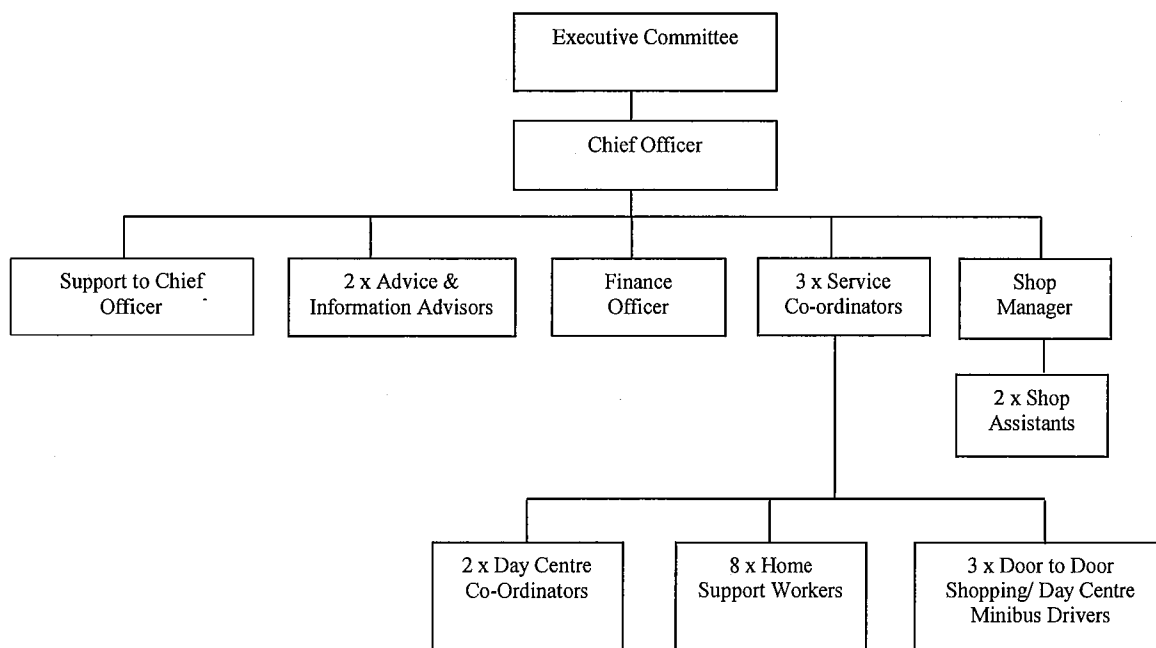 Executive Committee
Chief Officer
Support to Chief
Officer
2 x Advice &
Information Advisors
Finance
Officer
3 x Service
Co-ordinators
Shop
Manager
2 x Shop
Assistants
2 x Day Centre
Co-Ordinators
8 x Home
Support Workers
3 x Door to Door
Shopping/ Day Centre
Minibus Drivers